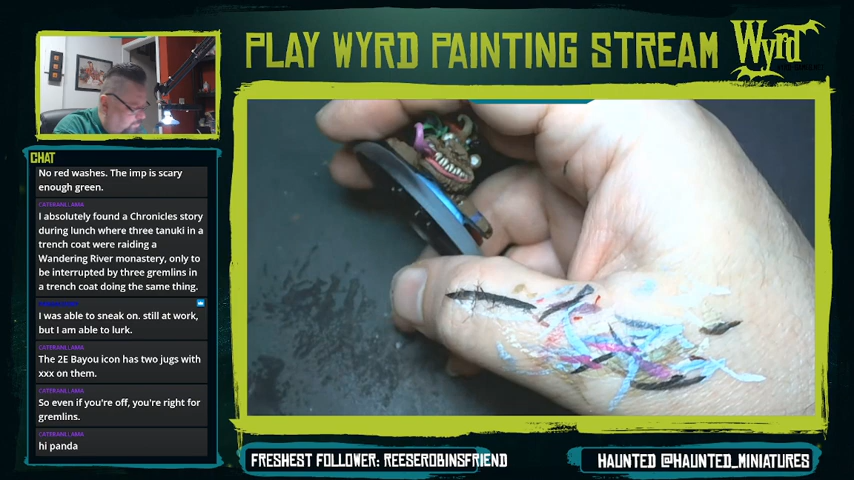 PLAY WYRD PAINTING STREAM
Wyrd
CHAT
No red washes. The imp is scary
enough green.
CATERANLLAMA
I absolutely found a Chronicles story
during lunch where three tanuki in a
trench coat were raiding a
Wandering River monastery, only to
be interrupted by three gremlins in
a trench coat doing the same thing.
I was able to sneak on. still at work,
but I am able to lurk.
CATERANLLAMA
The 2E Bayou icon has two jugs with
xxx on them.
CATERANLLAMA
So even if you're off, you're right for
gremlins.
CATERANLLAMA
hi panda
FRESHEST FOLLOWER: REESEROBINSFRIEND
HAUNTED @HAUNTED_MINIATURES